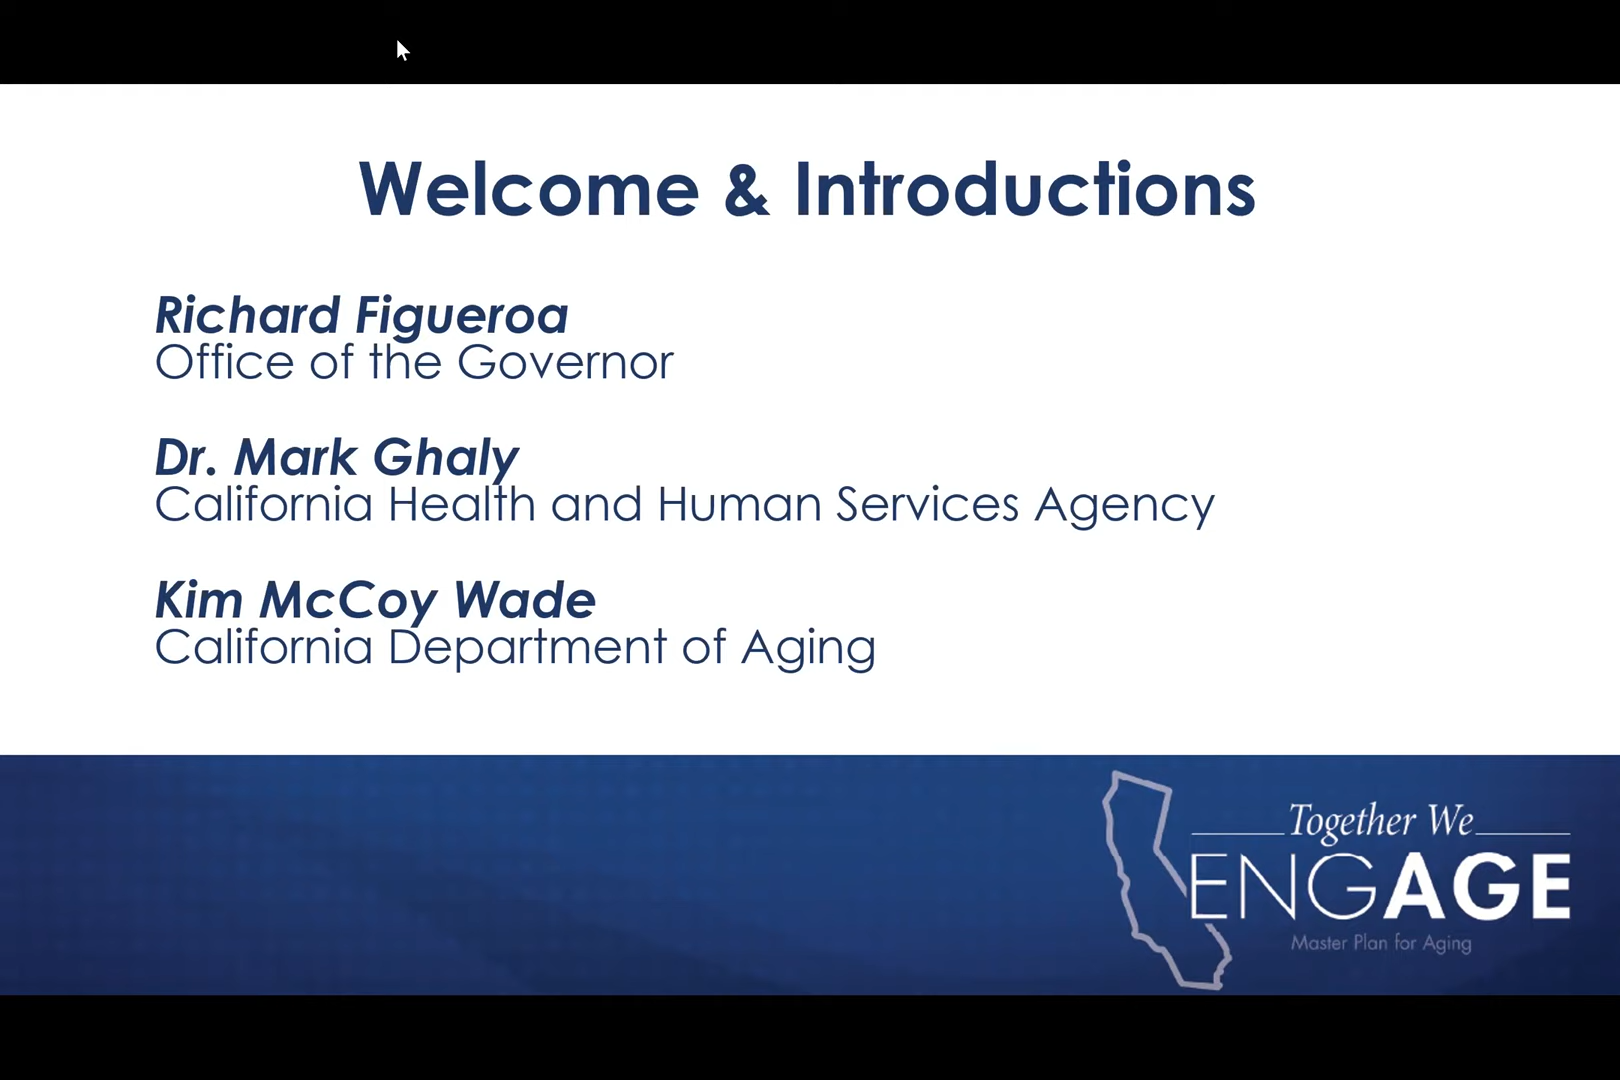 Welcome & Introductions
Richard Figueroa
Office of the Governor
Dr. Mark Ghaly
California Health and Human Services Agency
Kim McCoy Wade
California Department of Aging
Together We
ENGAGE
Master Plan for Aging